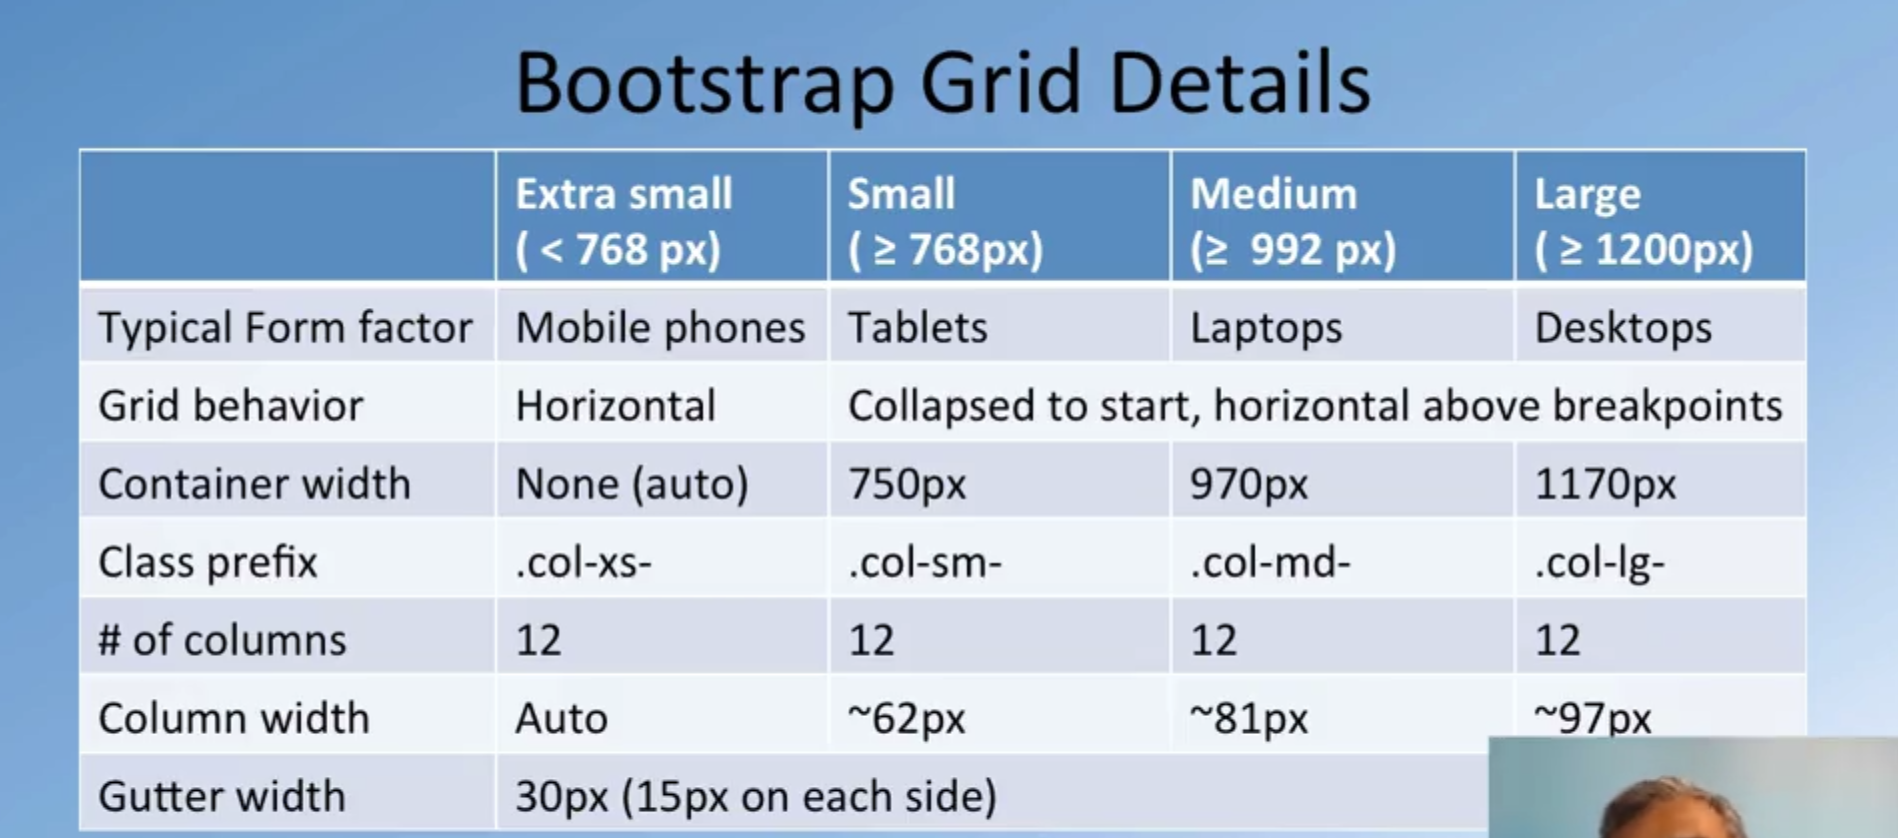 Bootstrap Grid Details
Extra small
( < 768 px)
Small
( ≥ 768px)
Medium
(≥  992 px)
Large
( ≥ 1200px)
Typical Form factor Mobile phones Tablets Laptops Desktops
Grid behavior Horizontal Collapsed to start, horizontal above breakpoints
Container width None (auto) 750px 970px 1170px
Class prefix .col-xs- .col-sm- .col-md- .col-lg-
# of columns 12 12 12 12
Column width Auto ~62px ~81px ~97px
Gutter width 30px (15px on each side)